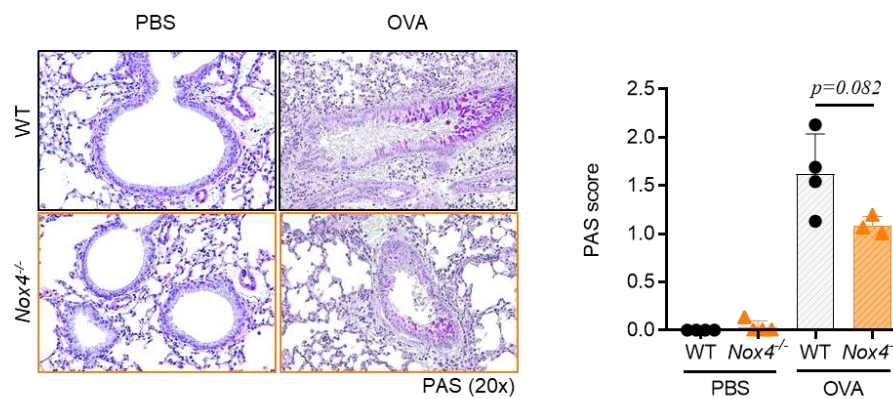 PBS OVA
WT
Nox4-/-
PAS (20x)
p=0.082
PAS score
2.5
2.0
1.5
1.0
0.5
0.0
WT Nox4-/- WT Nox4-
PBS OVA